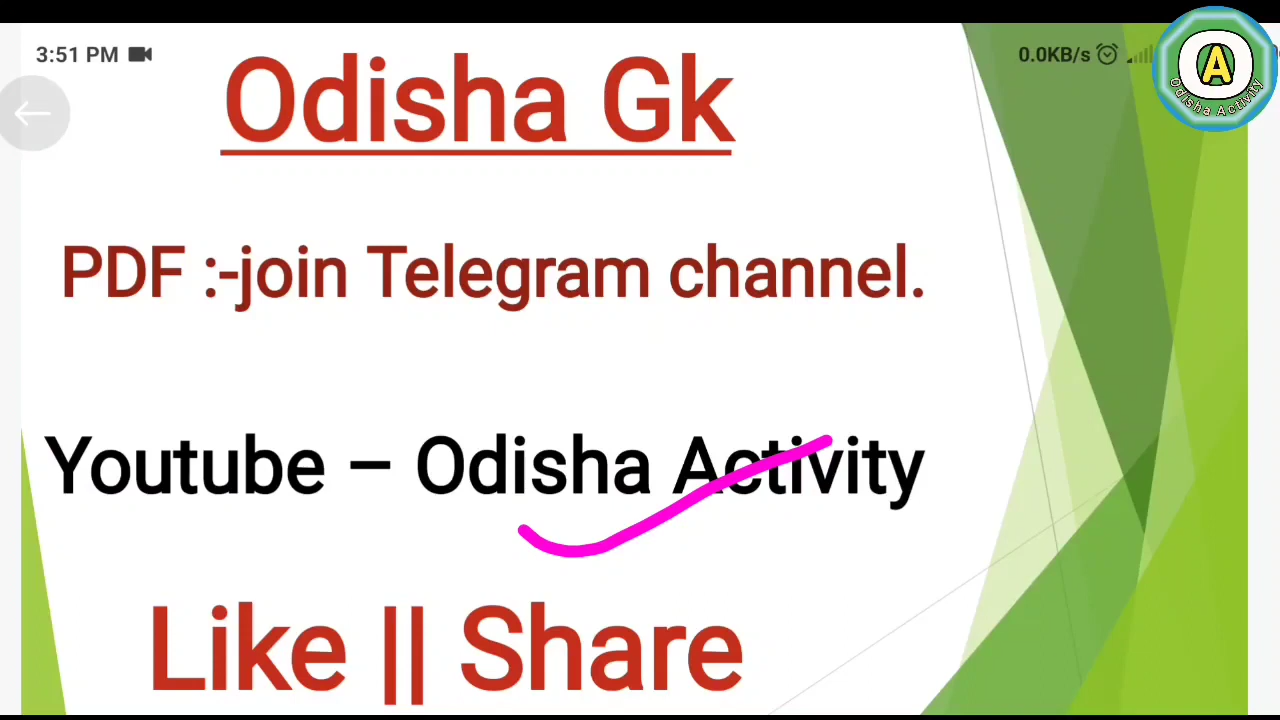 3:51 PM
0.0KB/s
A
Odisha Activity
Odisha Gk
PDF :-join Telegram channel.
Youtube – Odisha Activity
Like || Share